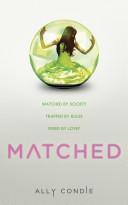 MATCHED BY SOCIETY
TRAPPED BY RULES
FREED BY LOVE?
MATCHED
ALLY CONDIE